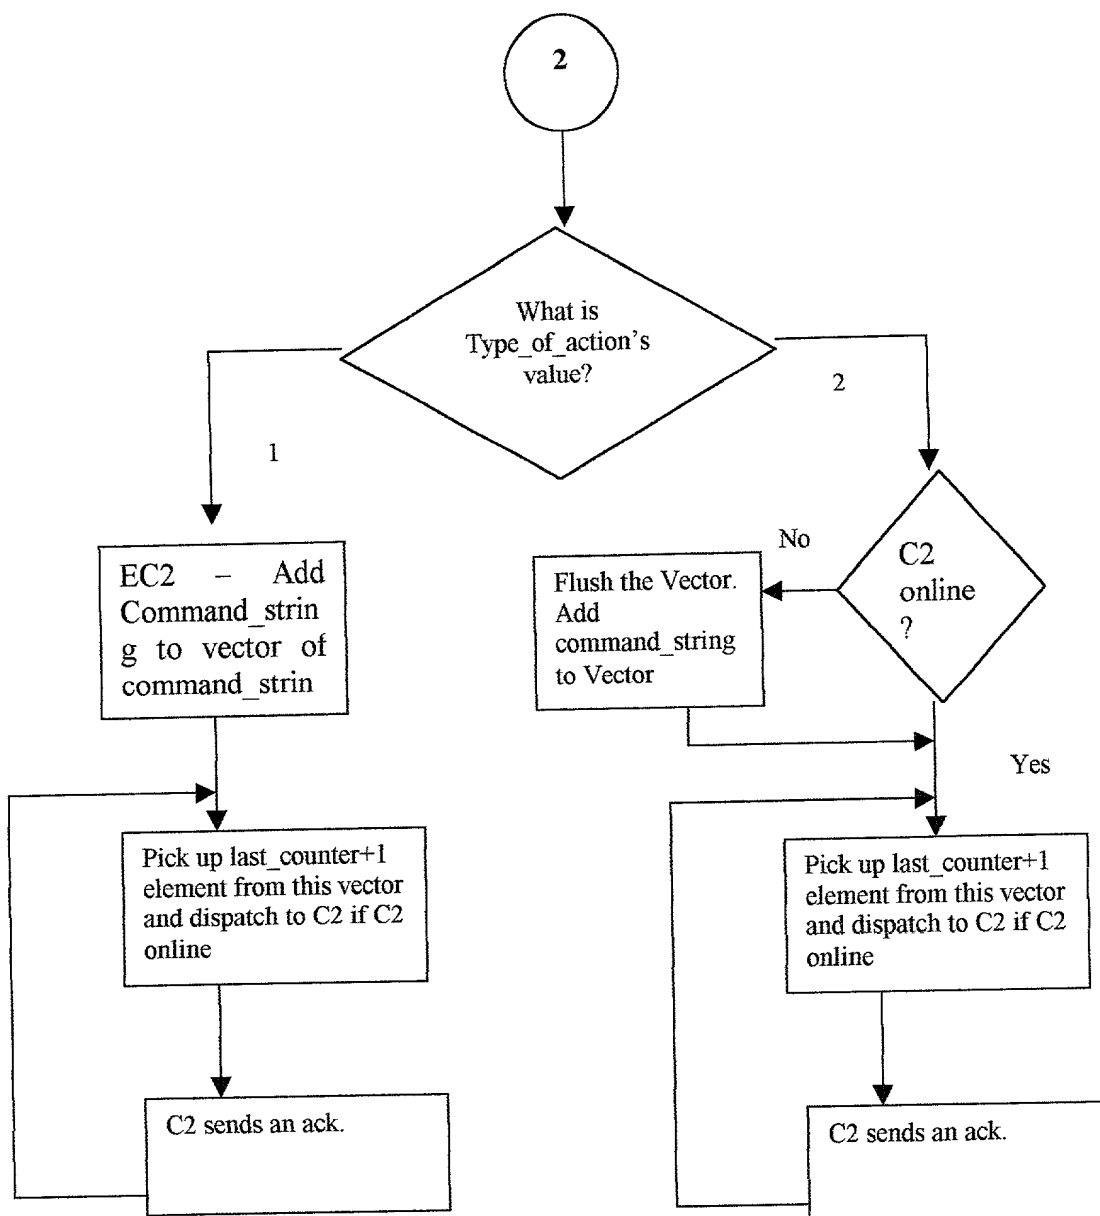 2
What is
Type_of_action's
value?
1
2
EC2 – Add
Command_strin
g to vector of
command_strin
No
Flush the Vector.
Add
command_string
to Vector
C2
online
?
Yes
Pick up last_counter+1
element from this vector
and dispatch to C2 if C2
online
Pick up last_counter+1
element from this vector
and dispatch to C2 if C2
online
C2 sends an ack.
C2 sends an ack.